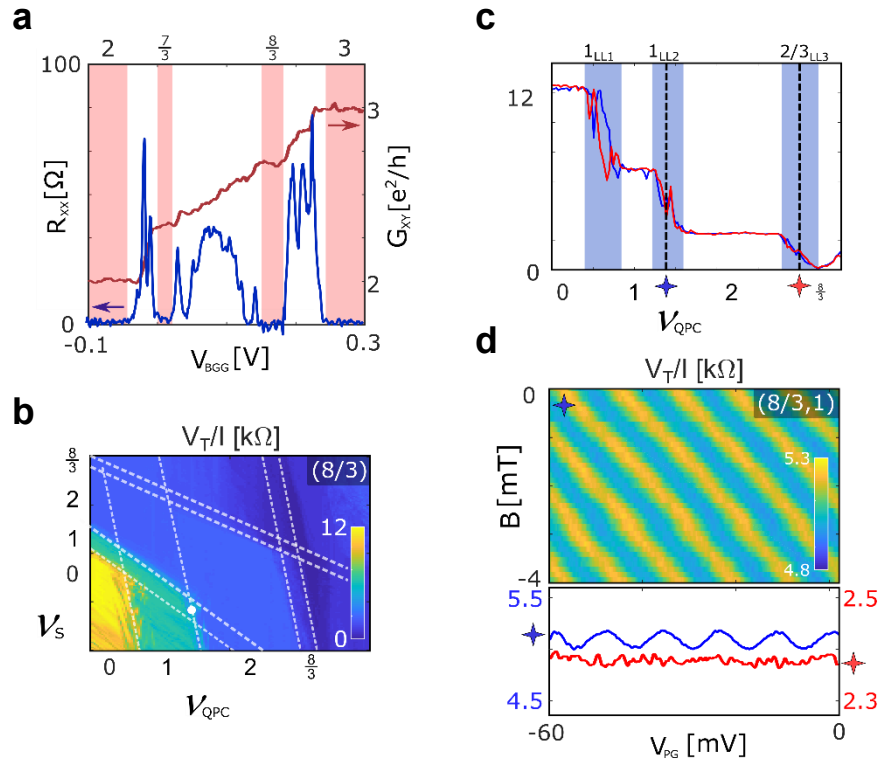 a
2 7/3 8/3 3
100
R_XX[Ω]
0
3
G_XY[e²/h]
2
-0.1 V_BGG[V] 0.3
b
V_T/I [kΩ]
8/3
2
1
0
ν_S
(8/3)
12
0
0 1 2 8/3
ν_QPC
c
1_LL1 1_LL2 2/3_LL3
12
0
0 1 2 8/3
ν_QPC
d
V_T/I [kΩ]
0
B [mT]
-4
(8/3,1)
5.3
4.8
5.5
4.5
2.5
2.3
-60 V_PG [mV] 0